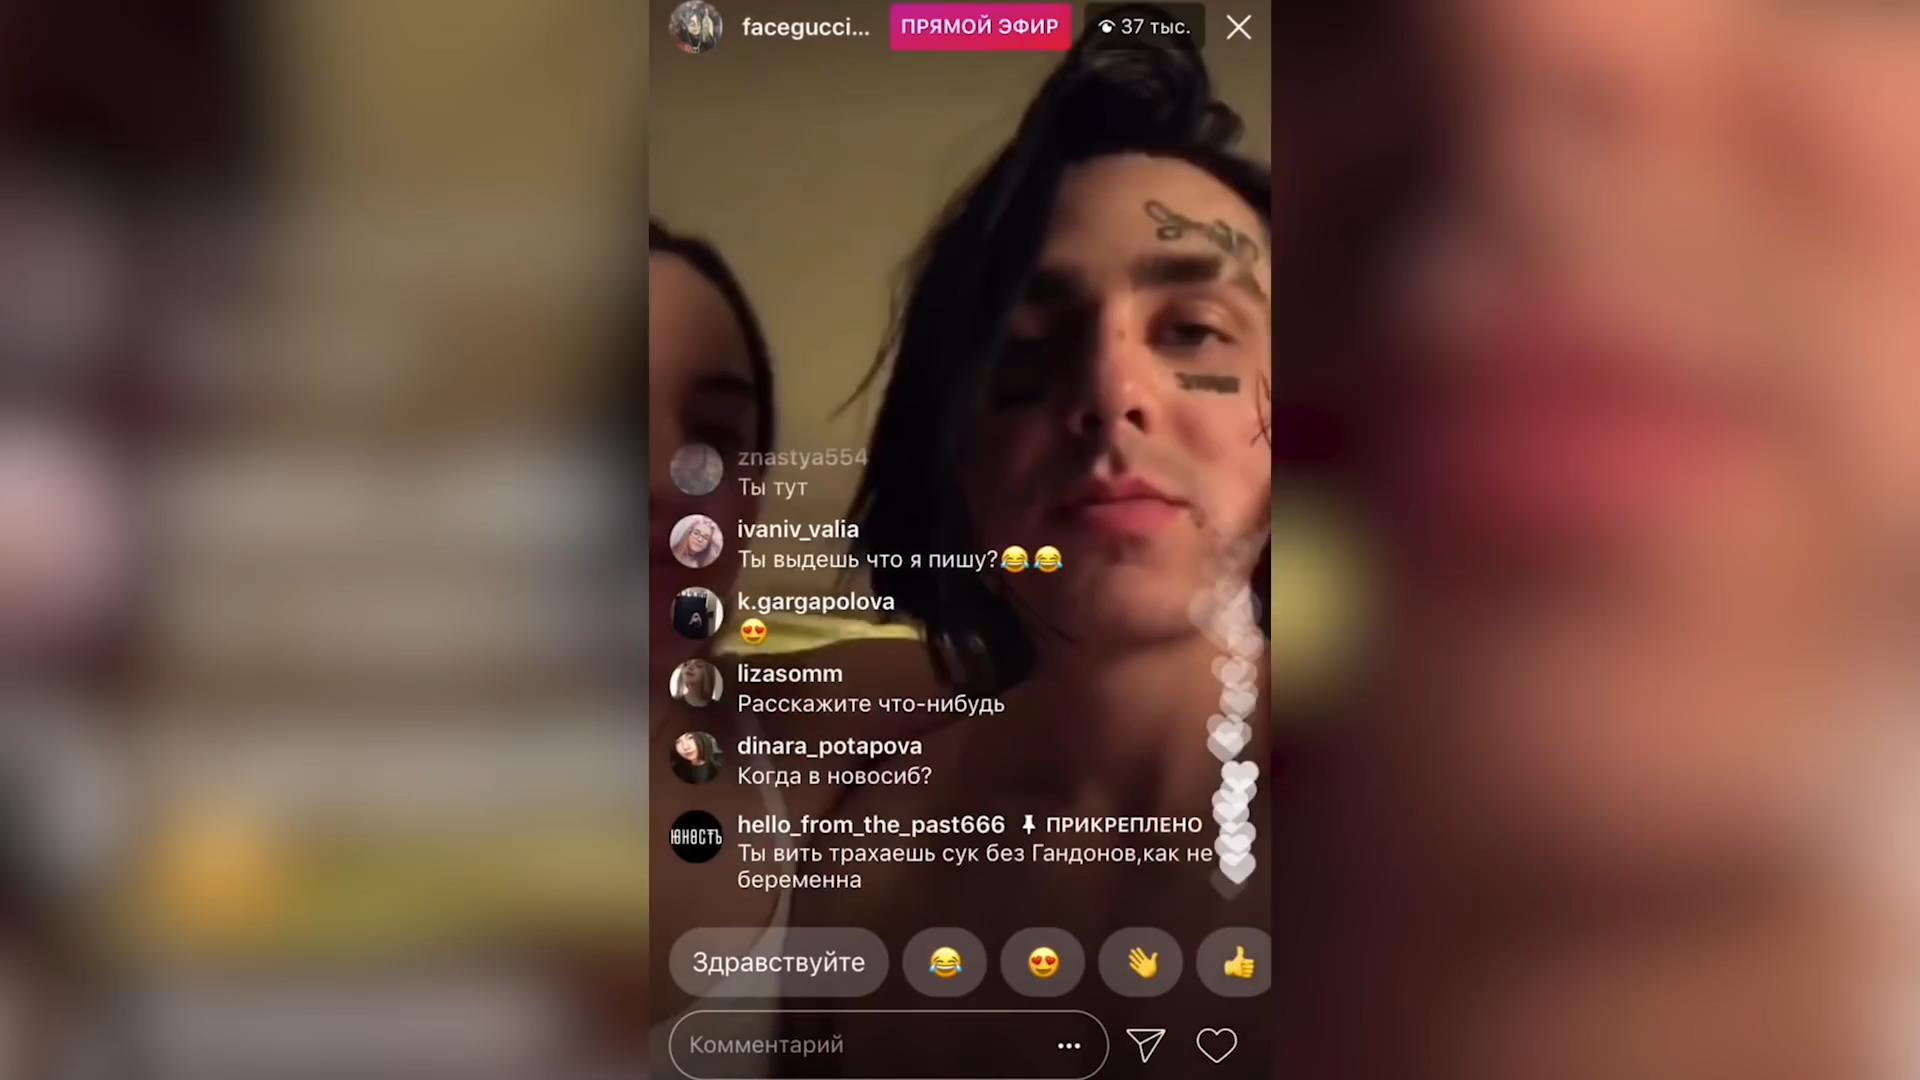 facegucci...
ПРЯМОЙ ЭФИР
37 тыс.
znastya554
Ты тут
ivaniv_valia
Ты выдешь что я пишу?😂😂
k.gargapolova
😍
lizasomm
Расскажите что-нибудь
dinara_potapova
Когда в новосиб?
ЮНОСТЬ
hello_from_the_past666 ПРИКРЕПЛЕНО
Ты вить трахаешь сук без Гандонов,как не
беременна
Здравствуйте
Комментарий